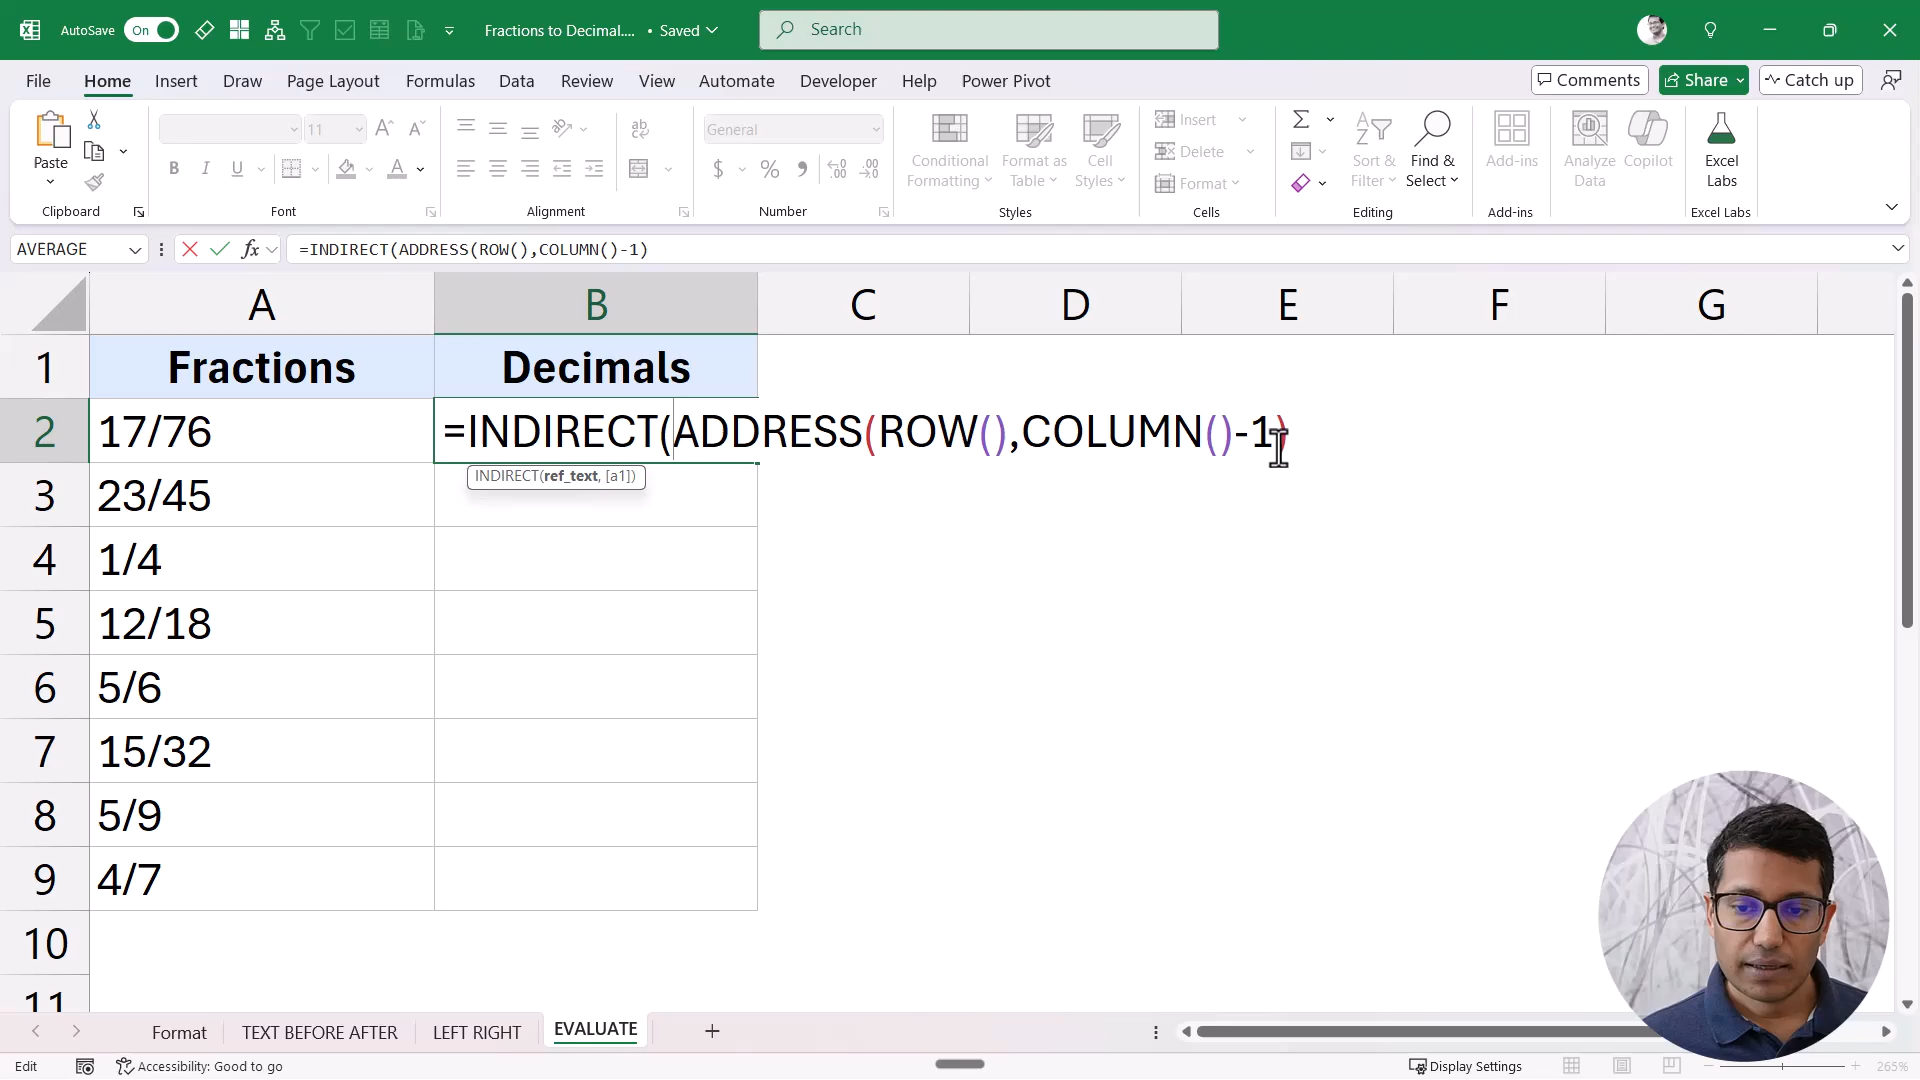 AutoSave On Fractions to Decimal.... • Saved Search
File Home Insert Draw Page Layout Formulas Data Review View Automate Developer Help Power Pivot Comments Share Catch up
Paste
11
B I U
ab
c
General
$ % 9
Conditional Formatting
Format as Table
Cell Styles
Insert
Delete
Format
Sort & Filter
Find & Select
Add-ins
Analyze Data
Copilot
Excel Labs
Clipboard Font Alignment Number Styles Cells Editing Add-ins Excel Labs
AVERAGE fx =INDIRECT(ADDRESS(ROW(),COLUMN()-1)
A B C D E F G
1 Fractions Decimals
2 17/76 =INDIRECT(ADDRESS(ROW(),COLUMN()-1)
INDIRECT(ref_text, [a1])
3 23/45
4 1/4
5 12/18
6 5/6
7 15/32
8 5/9
9 4/7
10
11
Format TEXT BEFORE AFTER LEFT RIGHT EVALUATE
Edit Accessibility: Good to go Display Settings 265%